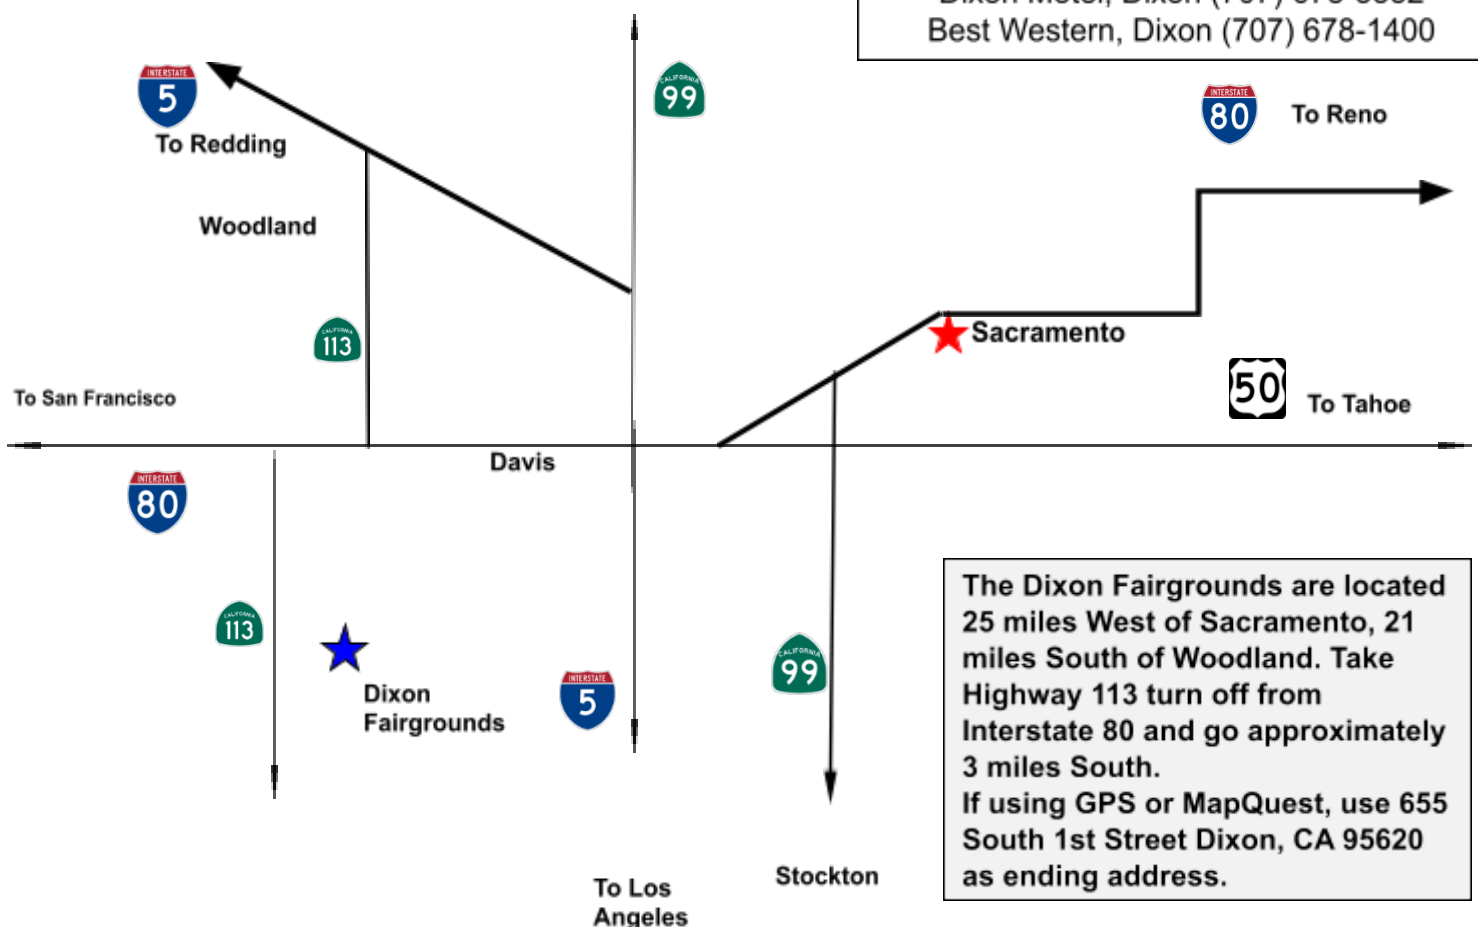 Best Western, Dixon (707) 678-1400
INTERSTATE
5
To Redding
CALIFORNIA
99
INTERSTATE
80
To Reno
Woodland
CALIFORNIA
113
Sacramento
50
To Tahoe
To San Francisco
Davis
INTERSTATE
80
CALIFORNIA
113
Dixon
Fairgrounds
INTERSTATE
5
CALIFORNIA
99
The Dixon Fairgrounds are located
25 miles West of Sacramento, 21
miles South of Woodland. Take
Highway 113 turn off from
Interstate 80 and go approximately
3 miles South.
If using GPS or MapQuest, use 655
South 1st Street Dixon, CA 95620
as ending address.
Stockton
To Los
Angeles